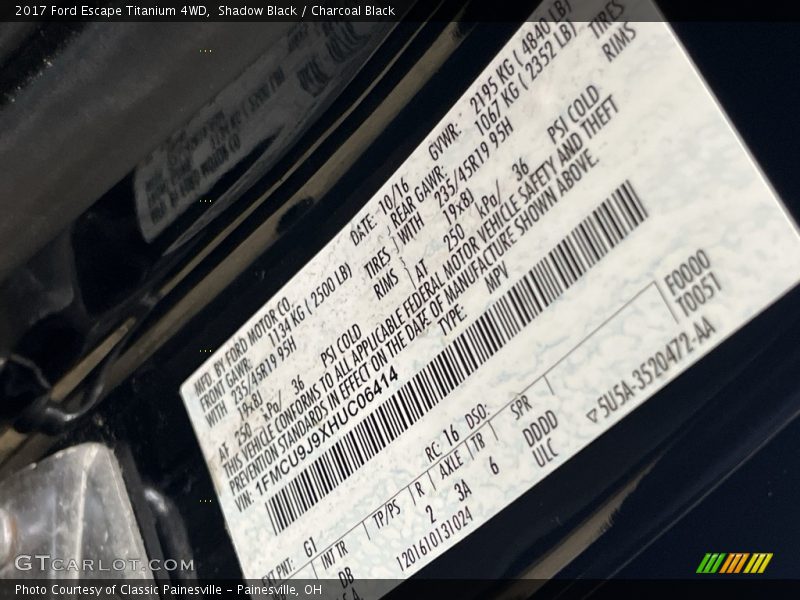 2017 Ford Escape Titanium 4WD, Shadow Black / Charcoal Black
MFD. BY FORD MOTOR CO.
DATE: 10/16 GVWR: 2195 KG ( 4840 LB)
FRONT GAWR: 1134 KG ( 2500 LB) REAR GAWR: 1067 KG ( 2352 LB)
WITH 235/45R19 95H TIRES WITH 235/45R19 95H TIRES
19x8J RIMS 19x8J RIMS
AT 250 kPa/ 36 PSI COLD AT 250 kPa/ 36 PSI COLD
THIS VEHICLE CONFORMS TO ALL APPLICABLE FEDERAL MOTOR VEHICLE SAFETY AND THEFT
PREVENTION STANDARDS IN EFFECT ON THE DATE OF MANUFACTURE SHOWN ABOVE.
VIN: 1FMCU9J9XHUC06414 TYPE MPV
F0000
T0051
EXT PNT: G1 RC: 16 DSO:
INT TR TP/PS R AXLE TR SPR
DB 2 3A 6 DDDD
ULC
1201610131024
5U5A-3520472-AA
GTCARLOT.COM
Photo Courtesy of Classic Painesville - Painesville, OH